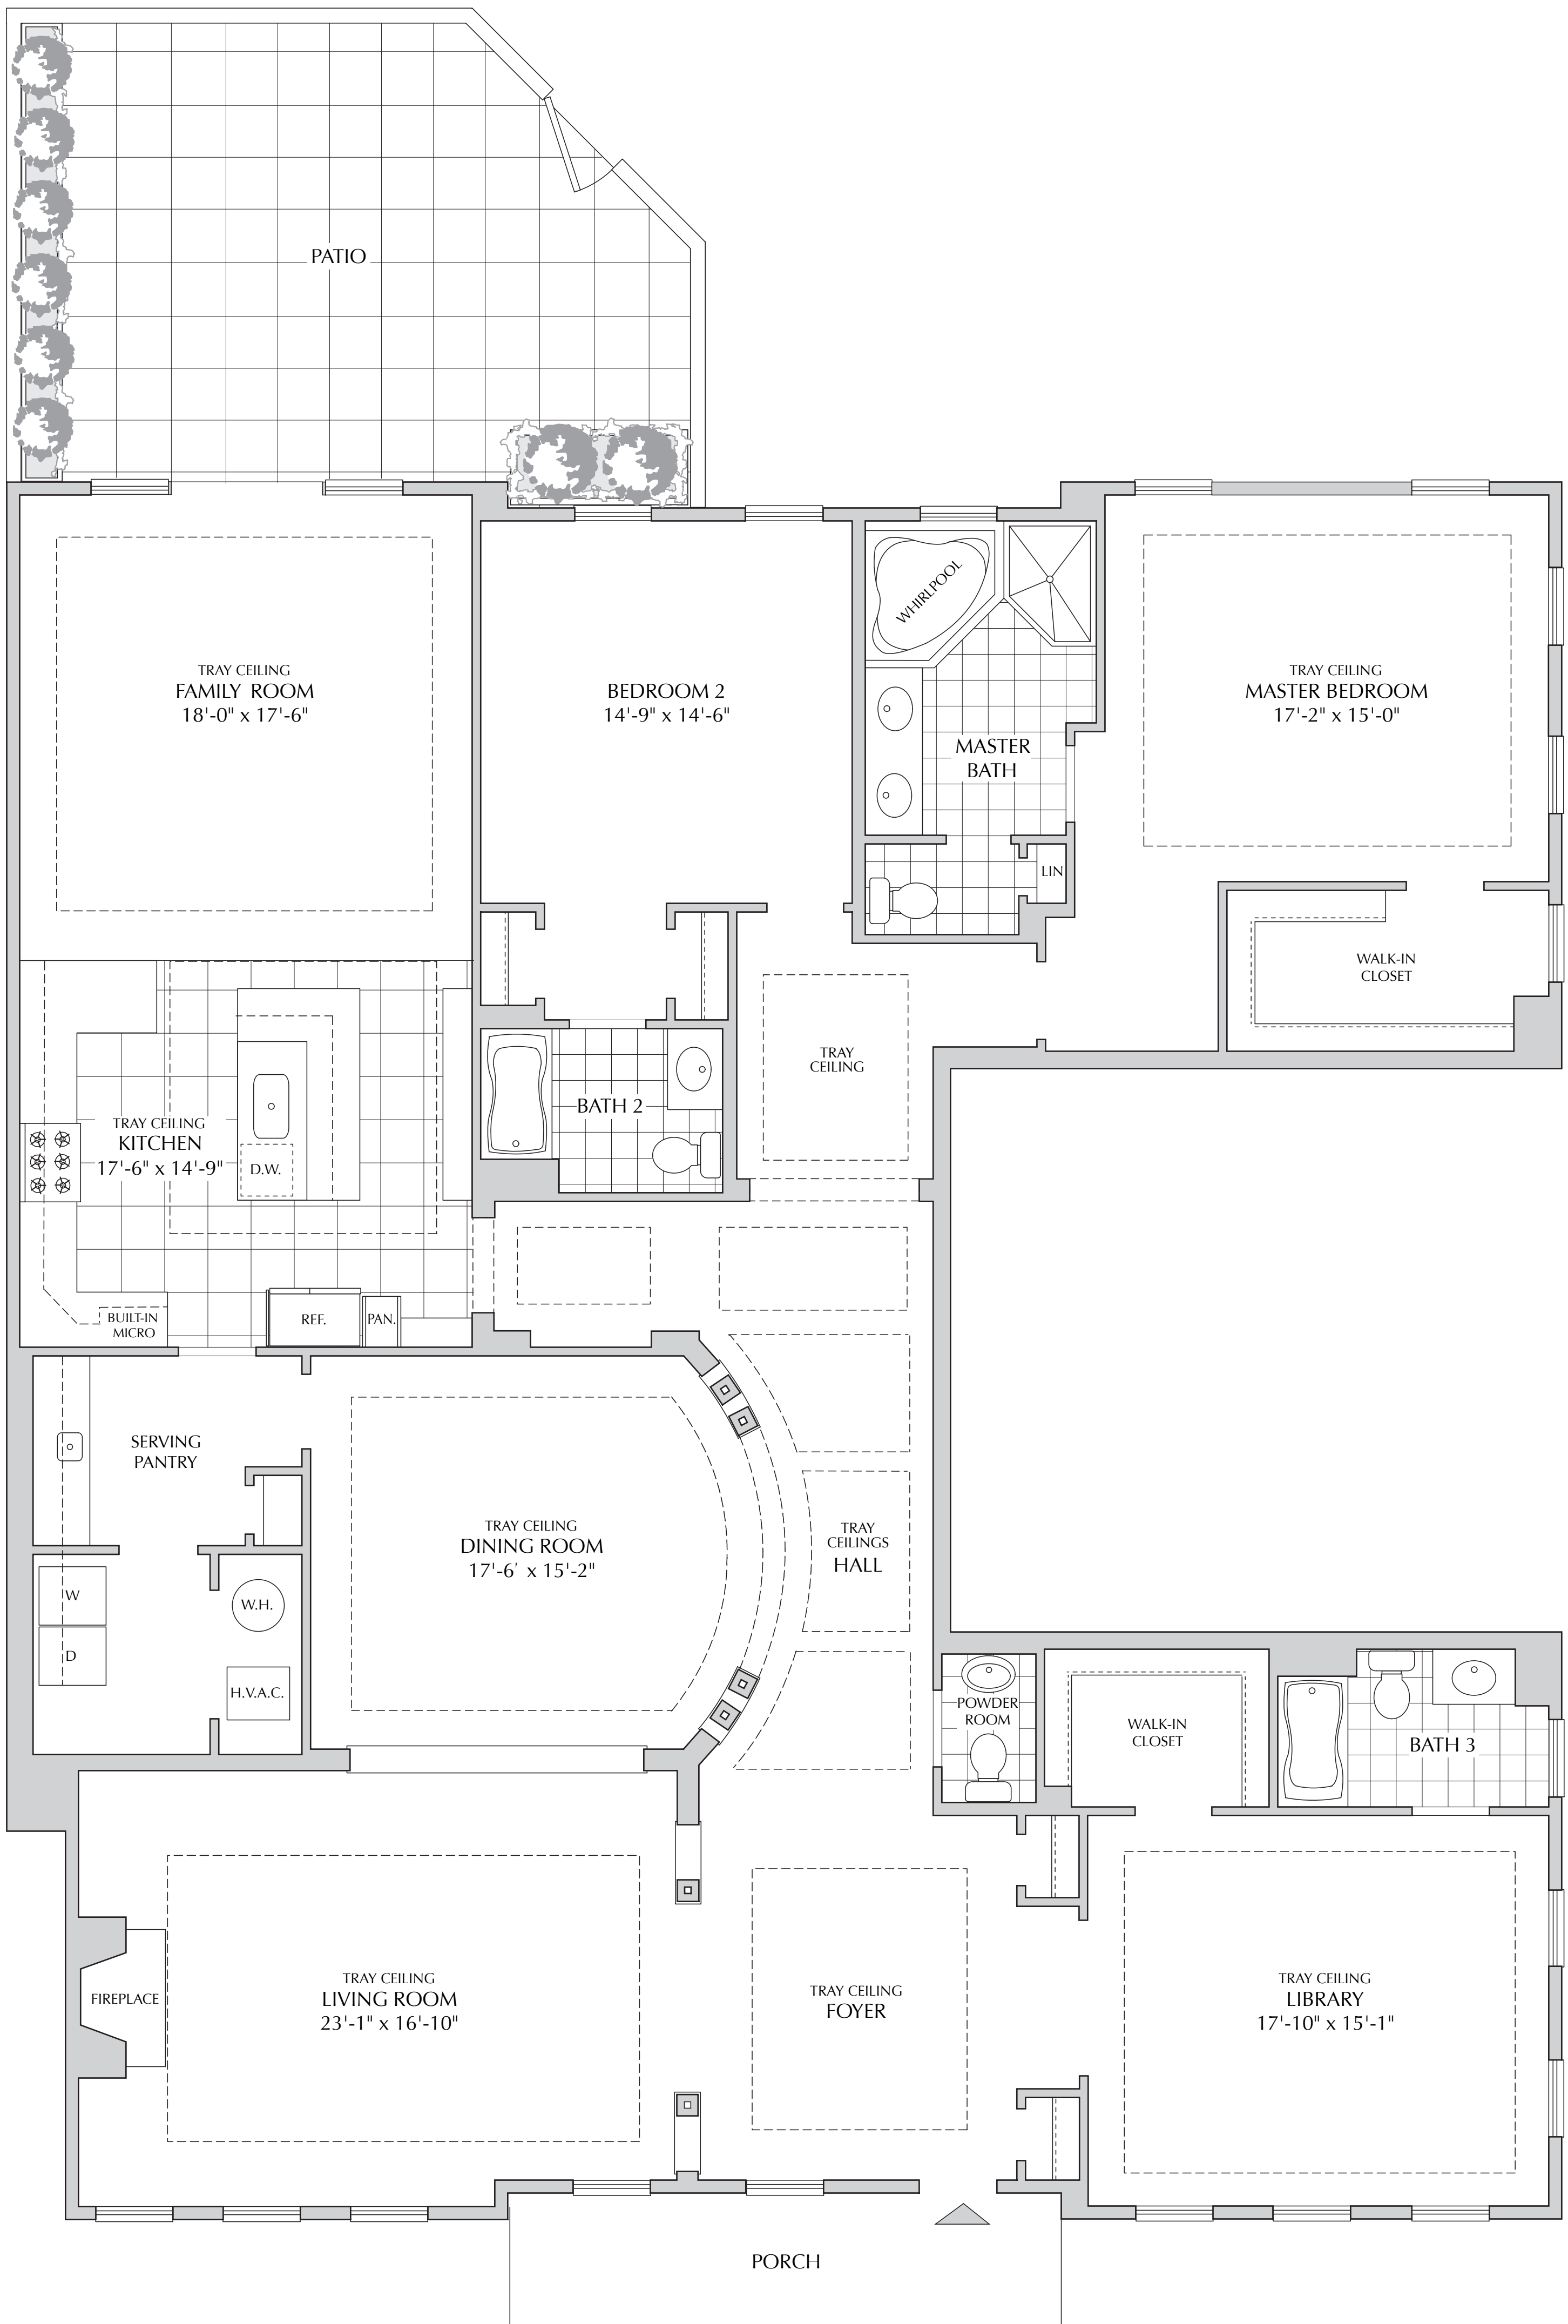 PATIO
WHIRLPOOL
TRAY CEILING
FAMILY ROOM
18'-0" x 17'-6"
BEDROOM 2
14'-9" x 14'-6"
MASTER
BATH
TRAY CEILING
MASTER BEDROOM
17'-2" x 15'-0"
LIN
WALK-IN
CLOSET
TRAY
CEILING
BATH 2
TRAY CEILING
KITCHEN
17'-6" x 14'-9"
D.W.
BUILT-IN
MICRO
REF.
PAN.
SERVING
PANTRY
TRAY CEILING
DINING ROOM
17'-6' x 15'-2"
TRAY
CEILINGS
HALL
W
D
W.H.
H.V.A.C.
POWDER
ROOM
WALK-IN
CLOSET
BATH 3
FIREPLACE
TRAY CEILING
LIVING ROOM
23'-1" x 16'-10"
TRAY CEILING
FOYER
TRAY CEILING
LIBRARY
17'-10" x 15'-1"
PORCH